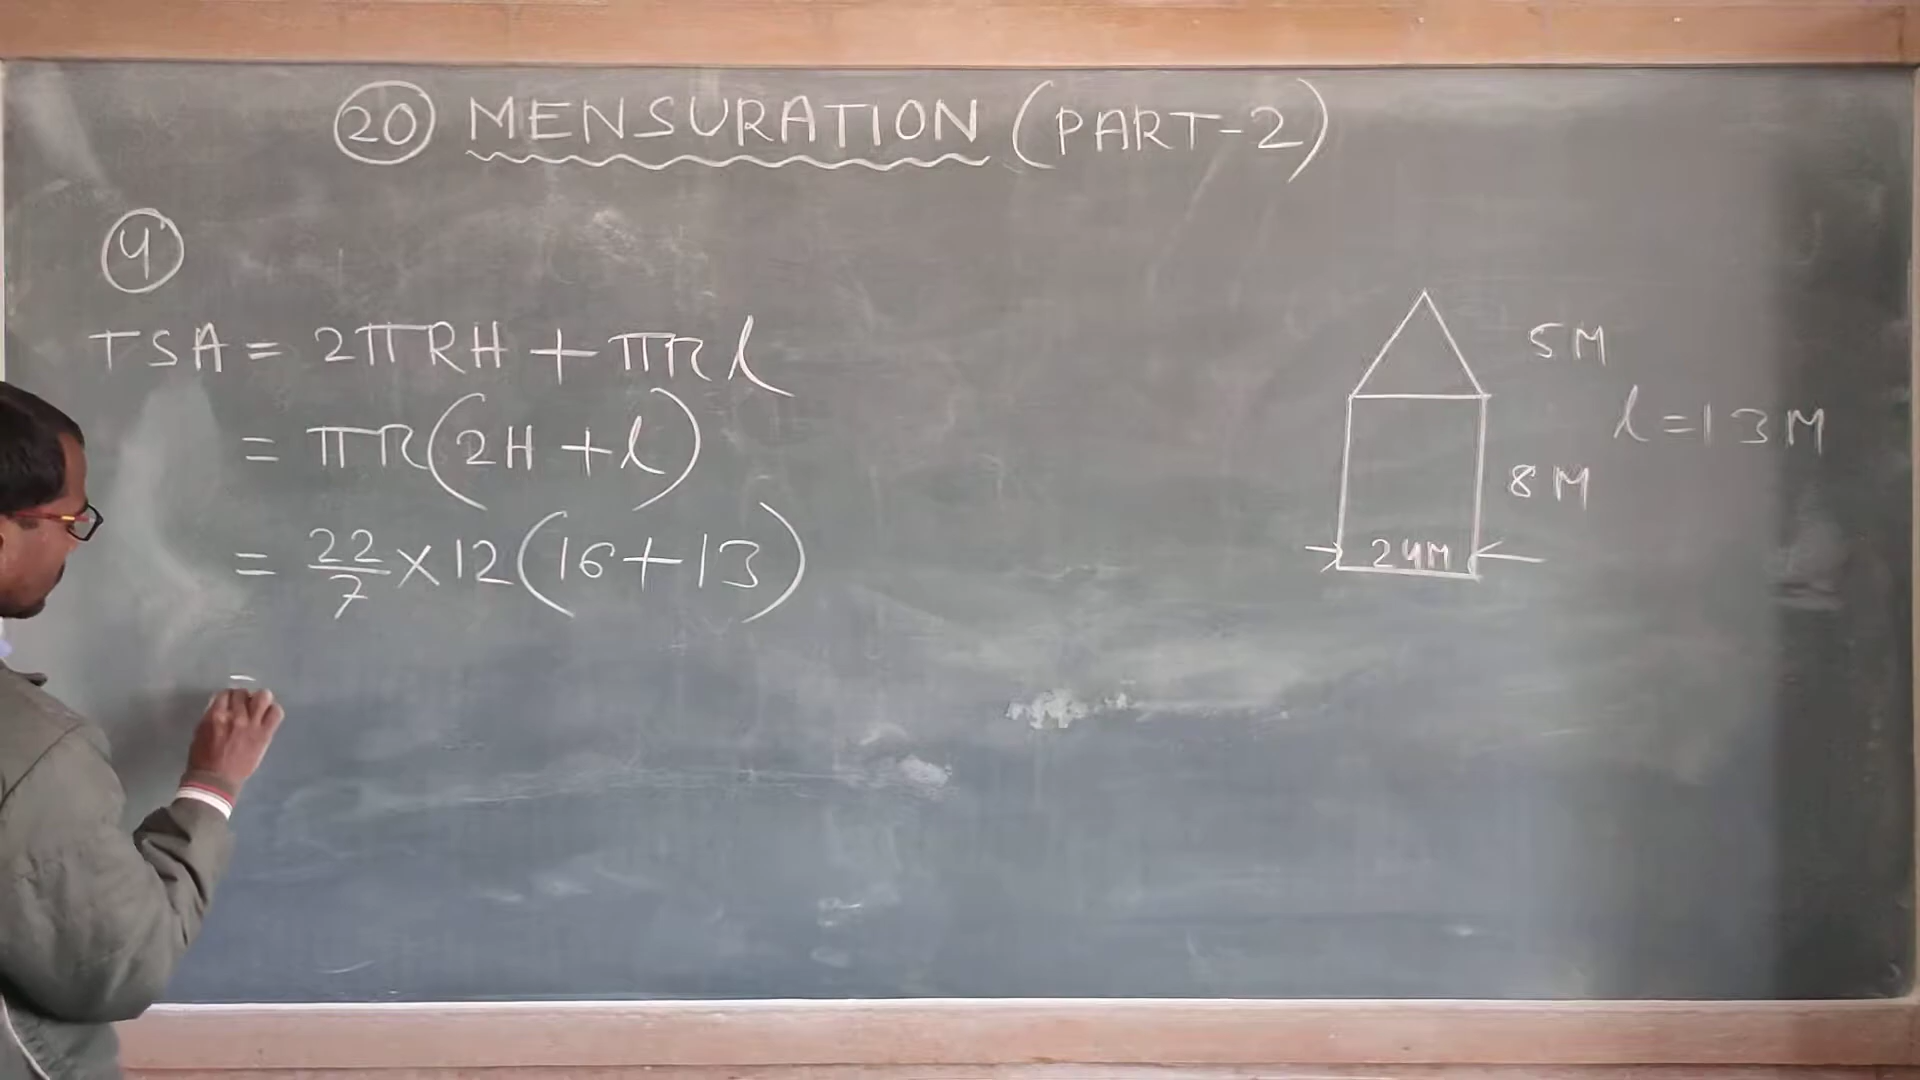 20 MENSURATION (PART-2)
4
TSA = 2πRH + πRl
= πR(2H + l)
= 22/7 × 12(16+13)
=
5M
l=13M
8M
24M